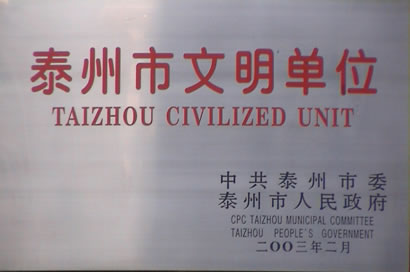 泰州市文明单位
TAIZHOU CIVILIZED UNIT
中共泰州市委
泰州市人民政府
CPC TAIZHOU MUNICIPAL COMMITTEE
TAIZHOU PEOPLE'S GOVERNMENT
二〇〇三年二月